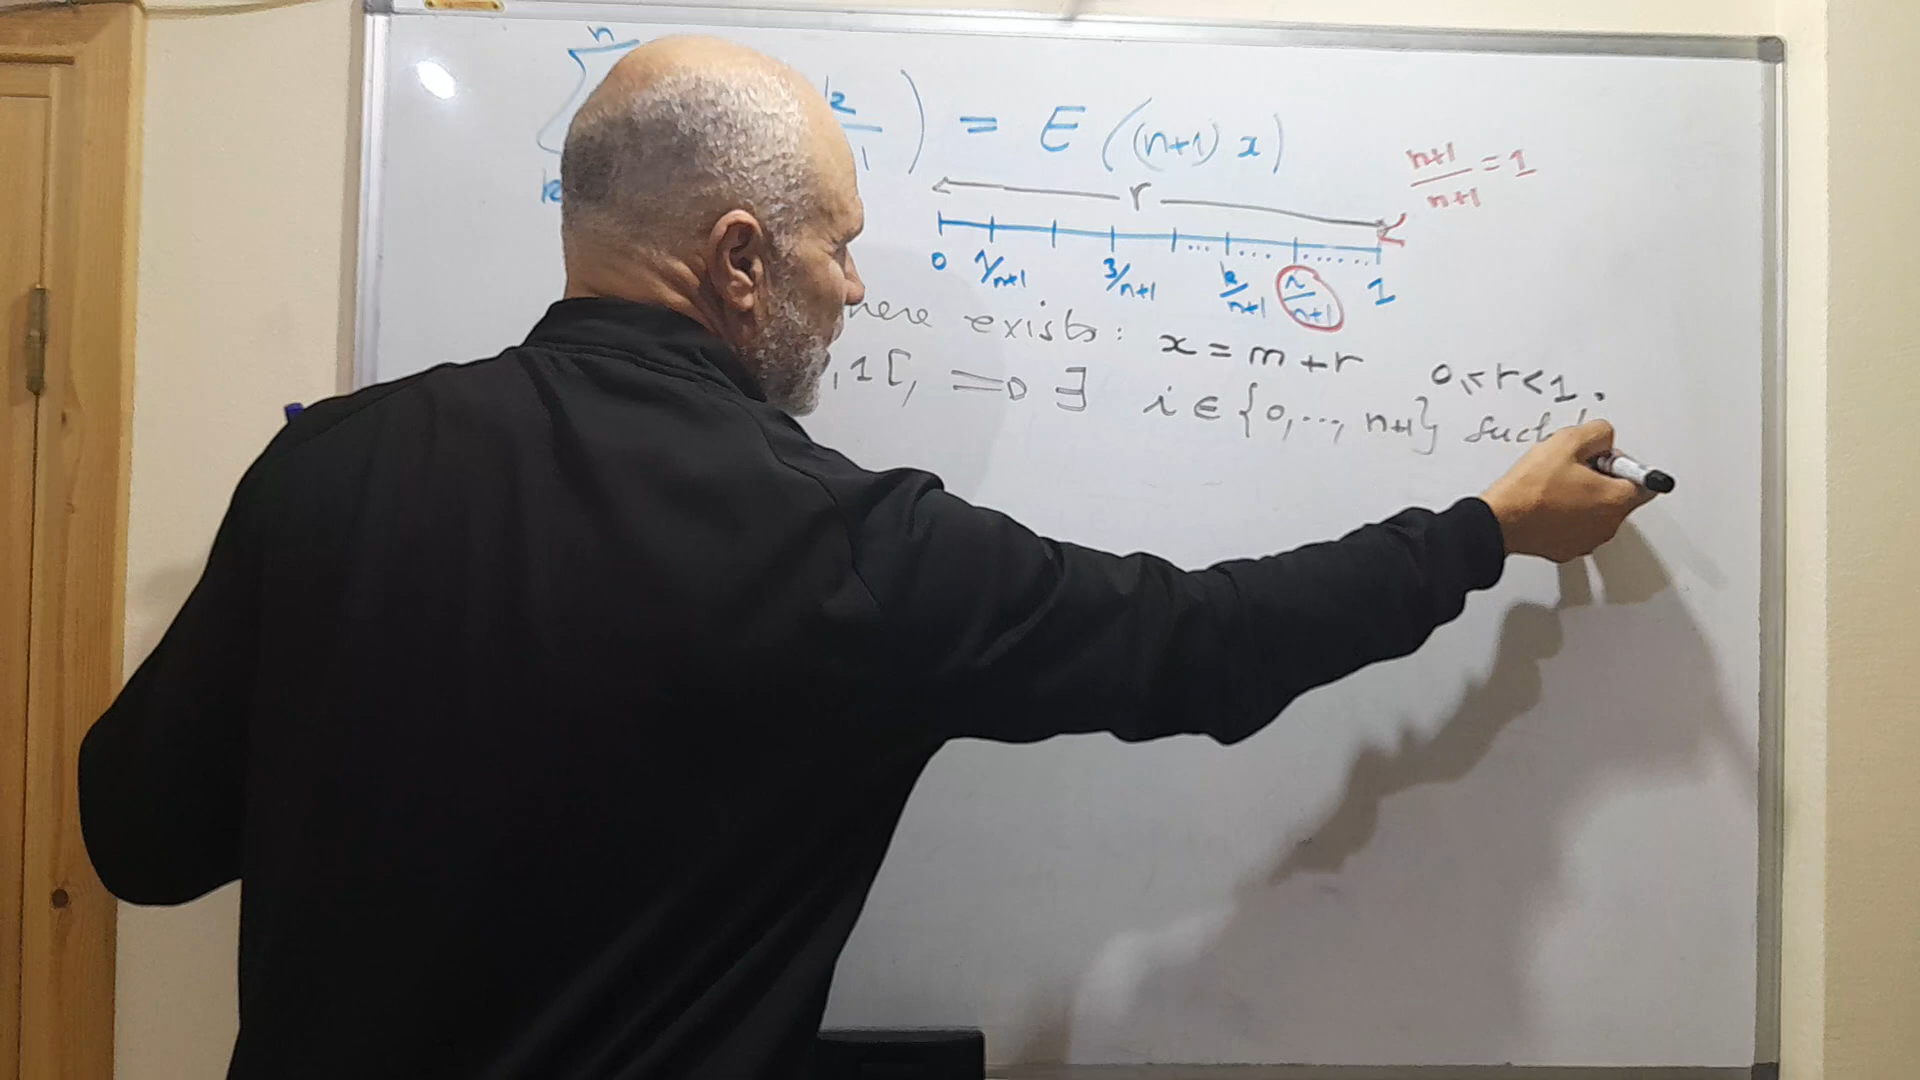 n
∑ k/ 1 ) = E ((n+1) x)
k
n+1/n+1 = 1
r
0 1/n+1 3/n+1 ... k/n+1 ... n/n+1 ...... 1
here exists: x = m + r 0 ≤ r < 1.
, 1[, ⇒ ∃ i ∈ {0, ..., n+1} such